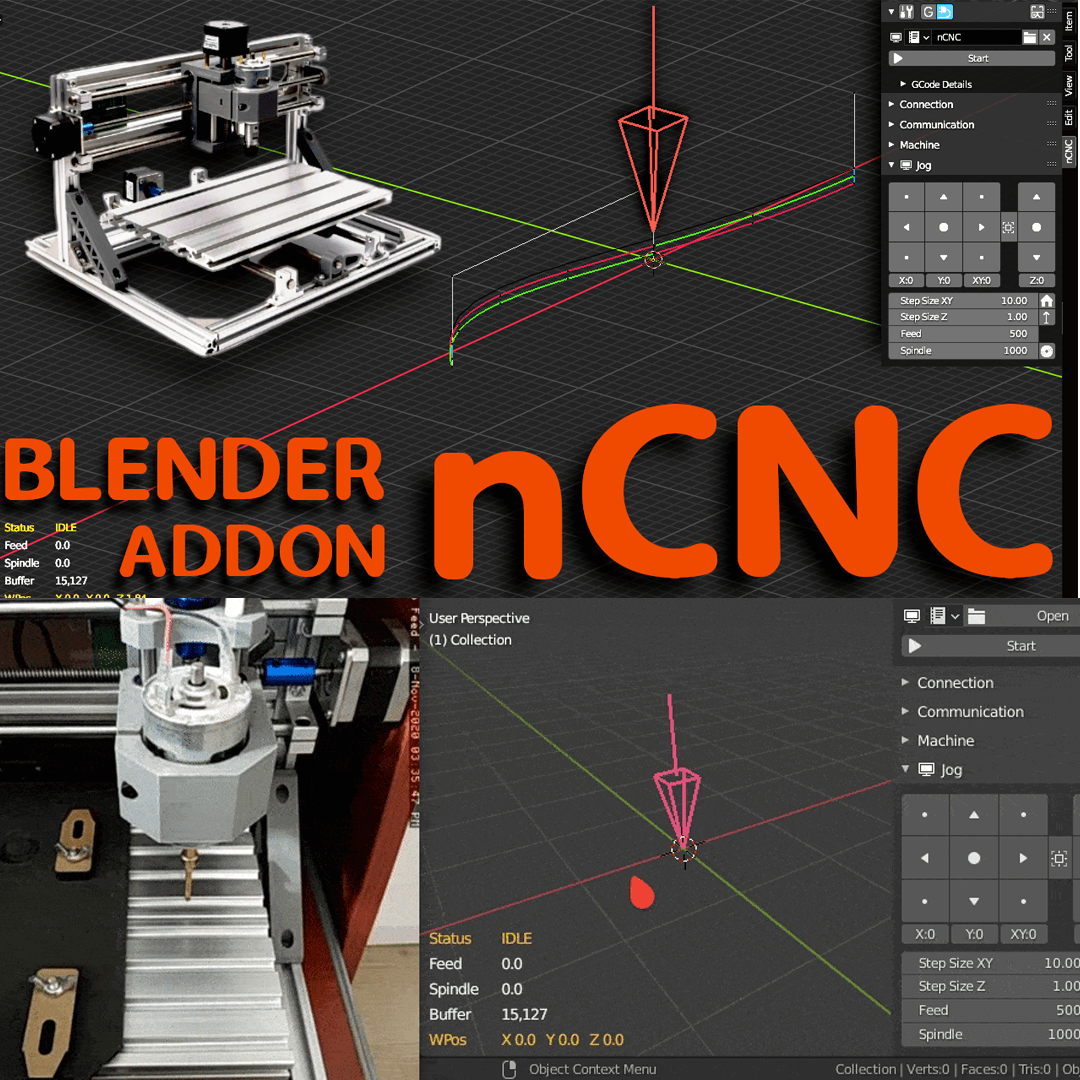 nCNC
Start
GCode Details
Connection
Communication
Machine
Jog
X:0 Y:0 XY:0 Z:0
Step Size XY 10.00
Step Size Z 1.00
Feed 500
Spindle 1000
Item
Tool
View
Edit
nCNC
BLENDER
ADDON
nCNC
Status IDLE
Feed 0.0
Spindle 0.0
Buffer 15,127
Feed - 8-Nov-2020 03:35:47 PM
User Perspective
(1) Collection
Open
Start
Connection
Communication
Machine
Jog
X:0 Y:0 XY:0
Step Size XY 10.00
Step Size Z 1.00
Feed 500
Spindle 1000
Status IDLE
Feed 0.0
Spindle 0.0
Buffer 15,127
WPos X 0.0 Y 0.0 Z 0.0
Object Context Menu
Collection | Verts:0 | Faces:0 | Tris:0 | Ob